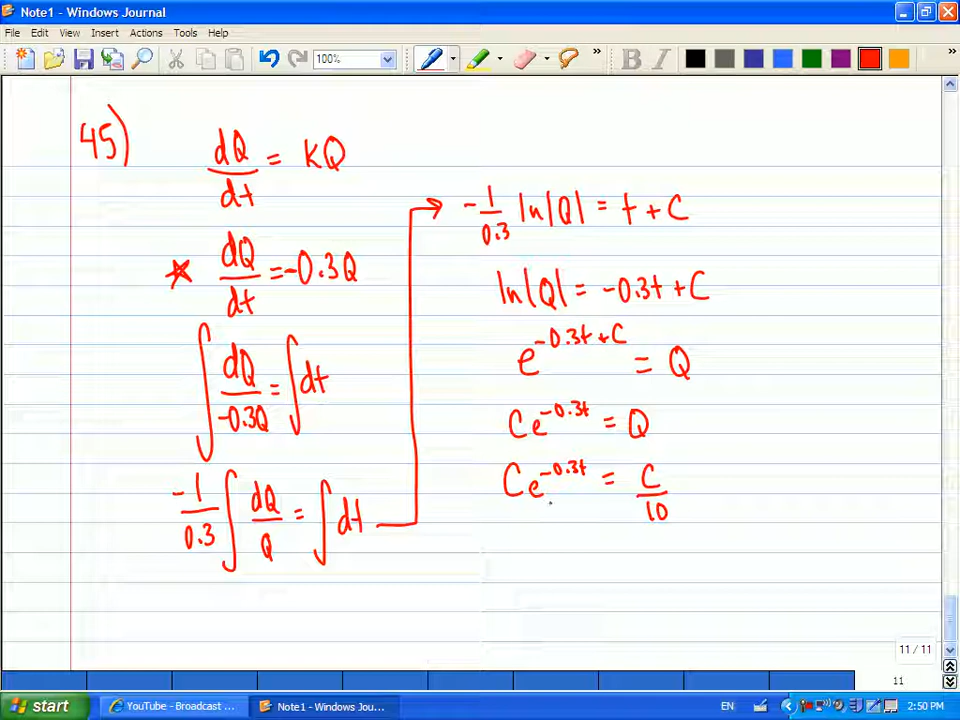 Note1 - Windows Journal
File Edit View Insert Actions Tools Help
100%
45)
dQ/dt = kQ
* dQ/dt = -0.3Q
∫ dQ/-0.3Q = ∫ dt
-1/0.3 ∫ dQ/Q = ∫ dt
→ -1/0.3 ln|Q| = t + C
ln|Q| = -0.3t + C
e^{-0.3t + C} = Q
Ce^{-0.3t} = Q
Ce^{-0.3t} = C/10
11 / 11
11
start YouTube - Broadcast ... Note1 - Windows Jou... EN 2:50 PM